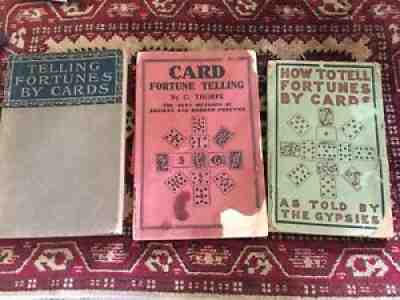 TELLING
FORTUNES
BY CARDS
CARD
FORTUNE TELLING
By C. THORPE
THE BEST METHODS OF
ANCIENT AND MODERN PRACTICE
HOW TO TELL
FORTUNES
BY CARDS
AS TOLD BY
THE GYPSIES